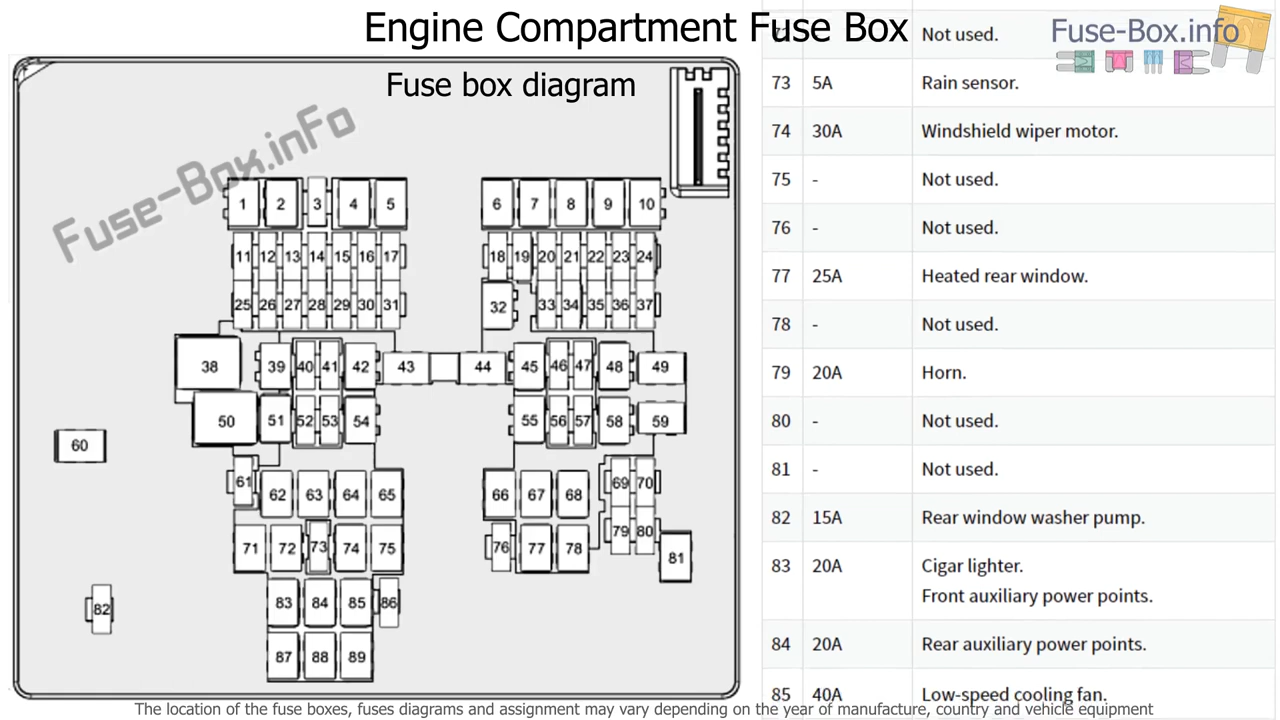 Engine Compartment Fuse Box
Fuse box diagram
Fuse-Box.info
Fuse-Box.inFo
1 2 3 4 5 6 7 8 9 10
11 12 13 14 15 16 17 18 19 20 21 22 23 24
25 26 27 28 29 30 31 32 33 34 35 36 37
38 39 40 41 42 43 44 45 46 47 48 49
50 51 52 53 54 55 56 57 58 59
60
61 62 63 64 65 66 67 68 69 70
71 72 73 74 75 76 77 78 79 80
81
82 83 84 85 86
87 88 89
Not used.
73 5A Rain sensor.
74 30A Windshield wiper motor.
75 - Not used.
76 - Not used.
77 25A Heated rear window.
78 - Not used.
79 20A Horn.
80 - Not used.
81 - Not used.
82 15A Rear window washer pump.
83 20A Cigar lighter.
Front auxiliary power points.
84 20A Rear auxiliary power points.
85 40A Low-speed cooling fan.
The location of the fuse boxes, fuses diagrams and assignment may vary depending on the year of manufacture, country and vehicle equipment